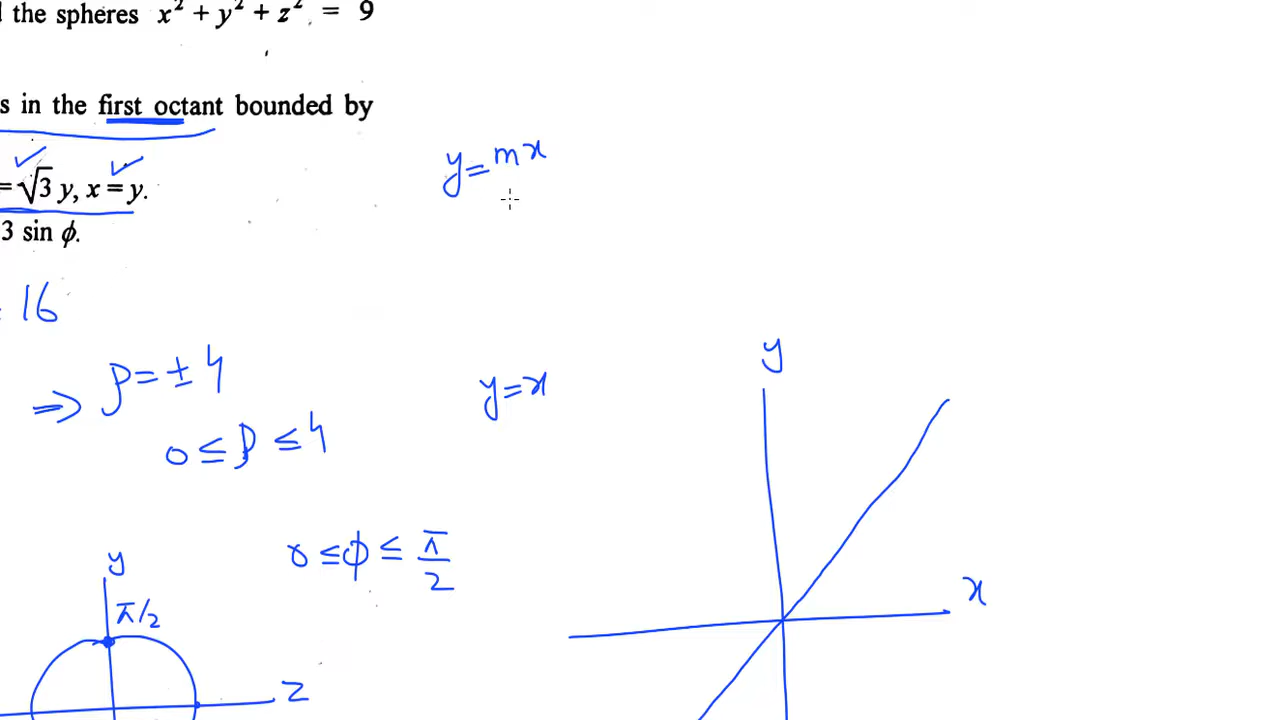 the spheres x² + y² + z² = 9
s in the first octant bounded by
= √3 y, x = y.
3 sin ϕ.
y = mx
16
⇒ ρ = ± 4
0 ≤ ρ ≤ 4
y = x
0 ≤ ϕ ≤ π/2
y
x
y
π/2
z